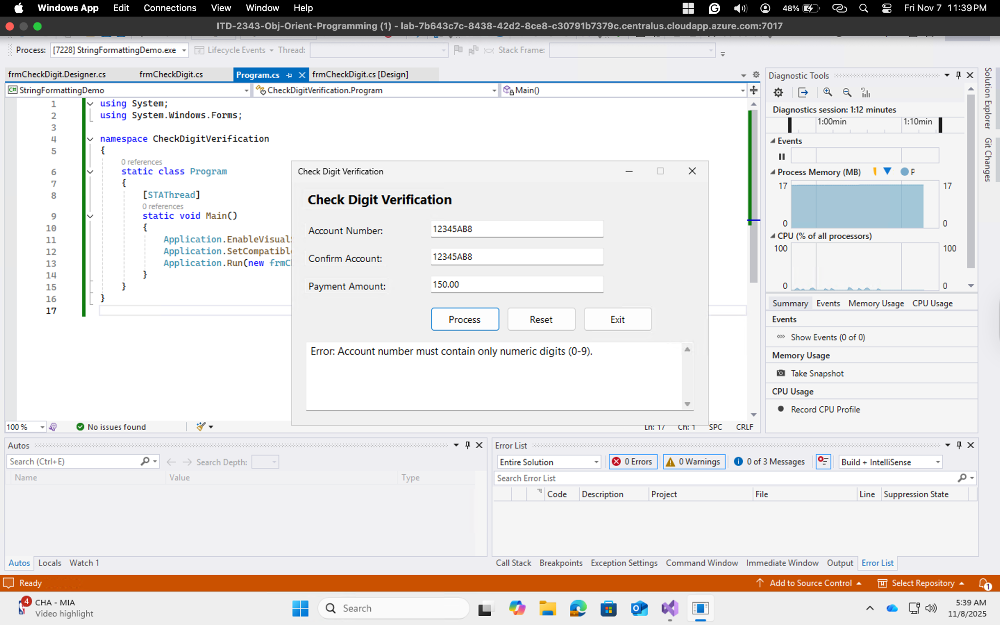 Windows App Edit Connections View Window Help 48% Fri Nov 7 11:39 PM
ITD-2343-Obj-Orient-Programming (1) - lab-7b643c7c-8438-42d2-8ce8-c30791b7379c.centralus.cloudapp.azure.com:7017
Process: [7228] StringFormattingDemo.exe Lifecycle Events Thread: Stack Frame:
frmCheckDigit.Designer.cs frmCheckDigit.cs Program.cs frmCheckDigit.cs [Design]
C# StringFormattingDemo CheckDigitVerification.Program Main()
1 using System;
2 using System.Windows.Forms;
3
4 namespace CheckDigitVerification
5 {
0 references
6 static class Program
7 {
8 [STAThread]
0 references
9 static void Main()
10 {
11 Application.EnableVisual
12 Application.SetCompatibl
13 Application.Run(new frmC
14 }
15 }
16 }
17
100 % No issues found Ln: 17 Ch: 1 SPC CRLF
Check Digit Verification
Check Digit Verification
Account Number: 12345AB8
Confirm Account: 12345AB8
Payment Amount: 150.00
Process Reset Exit
Error: Account number must contain only numeric digits (0-9).
Diagnostic Tools
Diagnostics session: 1:12 minutes
1:00min 1:10min
Events
Process Memory (MB) P
17 17
0 0
CPU (% of all processors)
100 100
0 0
Summary Events Memory Usage CPU Usage
Events
Show Events (0 of 0)
Memory Usage
Take Snapshot
CPU Usage
Record CPU Profile
Solution Explorer
Git Changes
Autos
Search (Ctrl+E) Search Depth:
Name Value Type
Autos Locals Watch 1
Error List
Entire Solution 0 Errors 0 Warnings 0 of 3 Messages Build + IntelliSense
Search Error List
Code Description Project File Line Suppression State
Call Stack Breakpoints Exception Settings Command Window Immediate Window Output Error List
Ready Add to Source Control Select Repository 1
4 CHA - MIA
Video highlight
Search
5:39 AM
11/8/2025